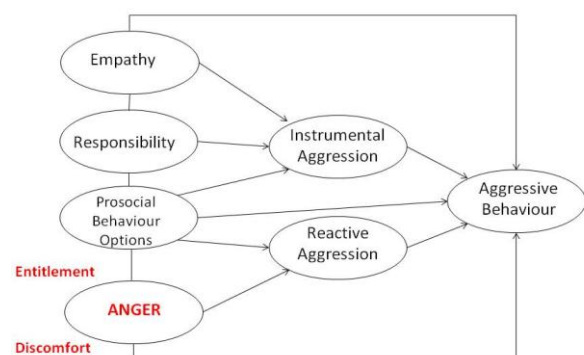 Empathy
Responsibility
Instrumental
Aggression
Prosocial
Behaviour
Options
Aggressive
Behaviour
Reactive
Aggression
Entitlement
ANGER
Discomfort